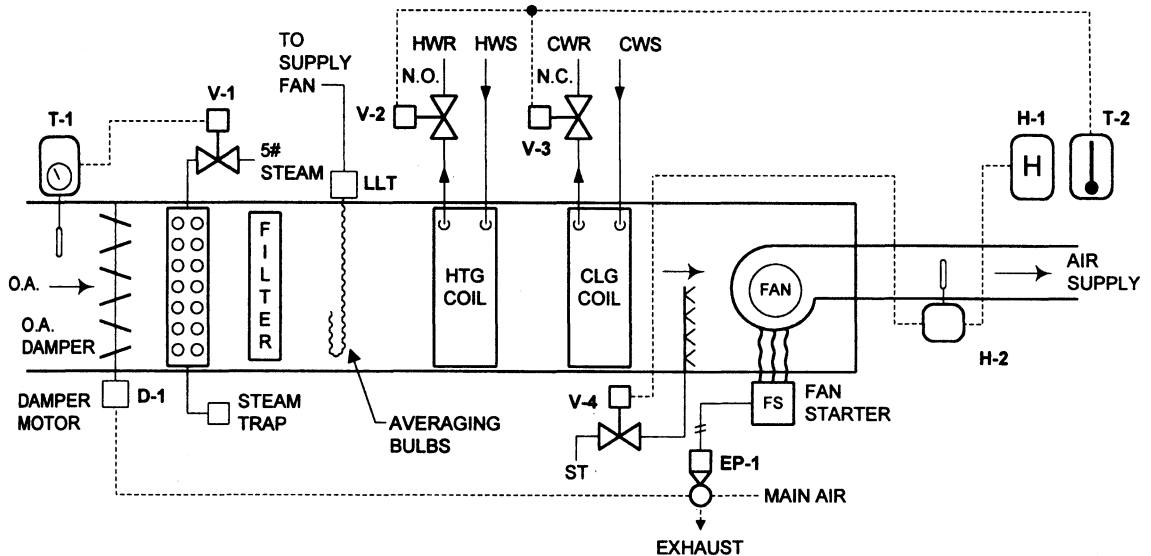 TO
SUPPLY
FAN
HWR
HWS
CWR
CWS
N.O.
N.C.
V-1
V-2
V-3
T-1
5#
STEAM
LLT
H-1
T-2
H
FILTER
HTG
COIL
CLG
COIL
FAN
AIR
SUPPLY
O.A.
O.A.
DAMPER
H-2
DAMPER
MOTOR
D-1
STEAM
TRAP
AVERAGING
BULBS
V-4
ST
FS
FAN
STARTER
EP-1
MAIN AIR
EXHAUST